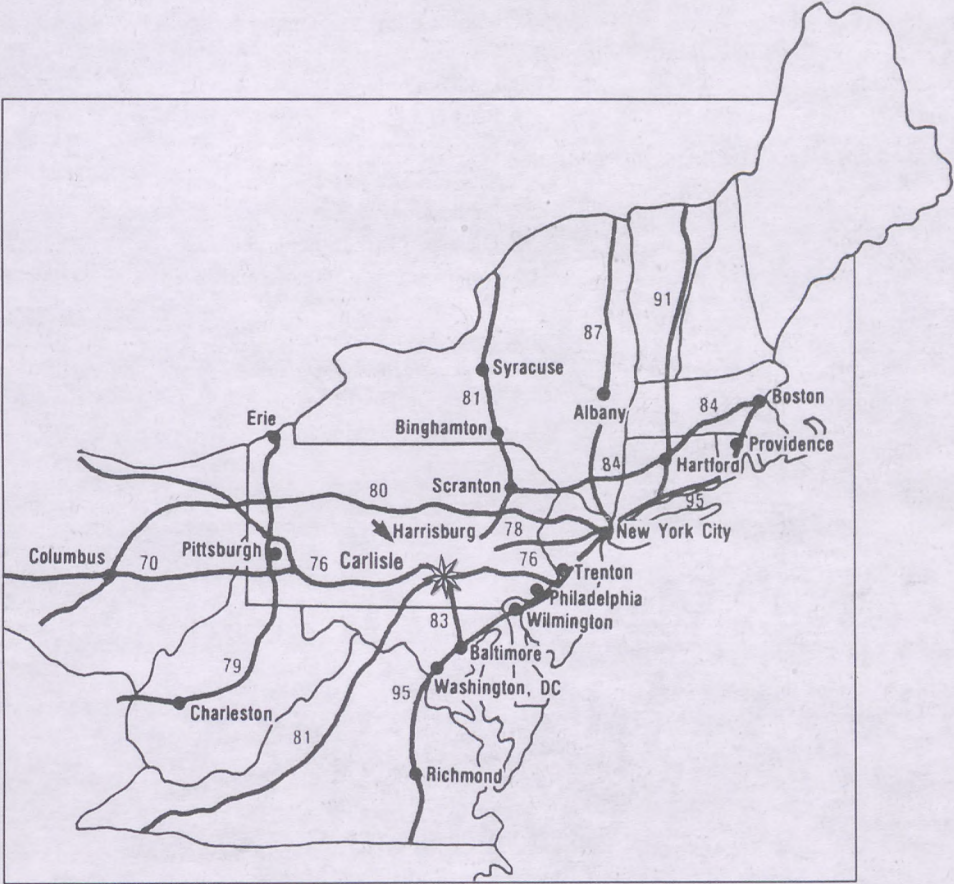 91
87
Syracuse
81
Albany
84
Boston
Erie
Binghamton
Providence
84
Hartford
Scranton
80
95
Harrisburg
78
New York City
Columbus
70
Pittsburgh
76
Carlisle
76
Trenton
Philadelphia
83
Wilmington
Baltimore
79
95
Washington, DC
Charleston
81
Richmond